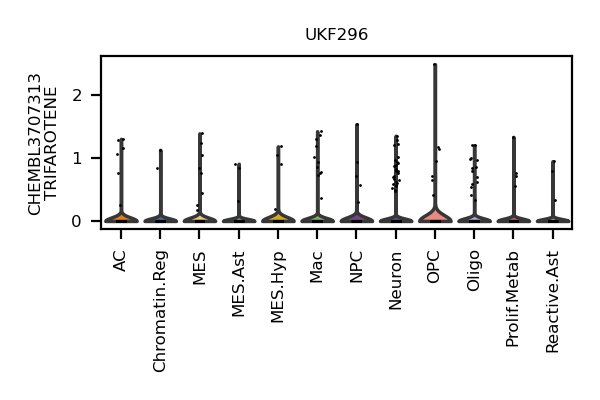 UKF296
CHEMBL3707313
TRIFAROTENE
2
1
0
AC
Chromatin.Reg
MES
MES.Ast
MES.Hyp
Mac
NPC
Neuron
OPC
Oligo
Prolif.Metab
Reactive.Ast